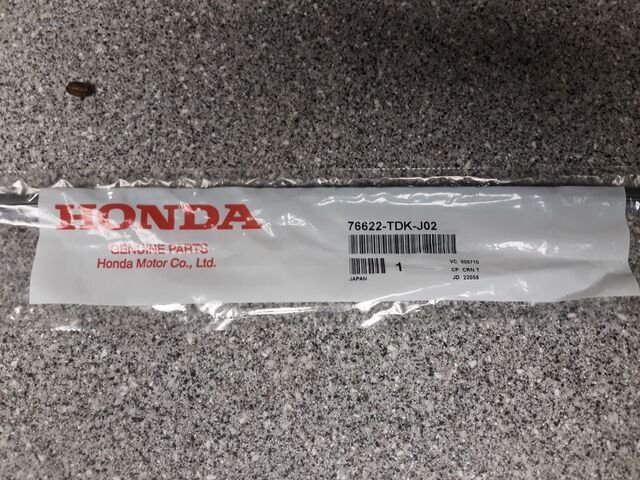 HONDA
GENUINE PARTS
Honda Motor Co., Ltd.
76622-TDK-J02
1
JAPAN
VC 000710
CP CRN T
JD 22059